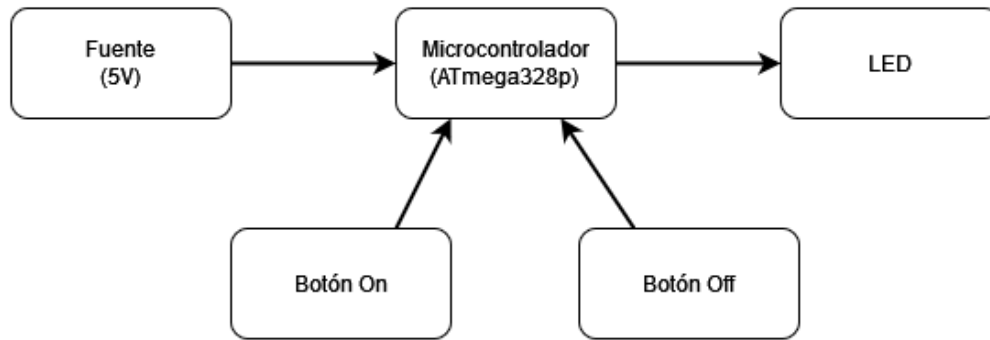 Fuente
(5V)
Microcontrolador
(ATmega328p)
LED
Botón On
Botón Off